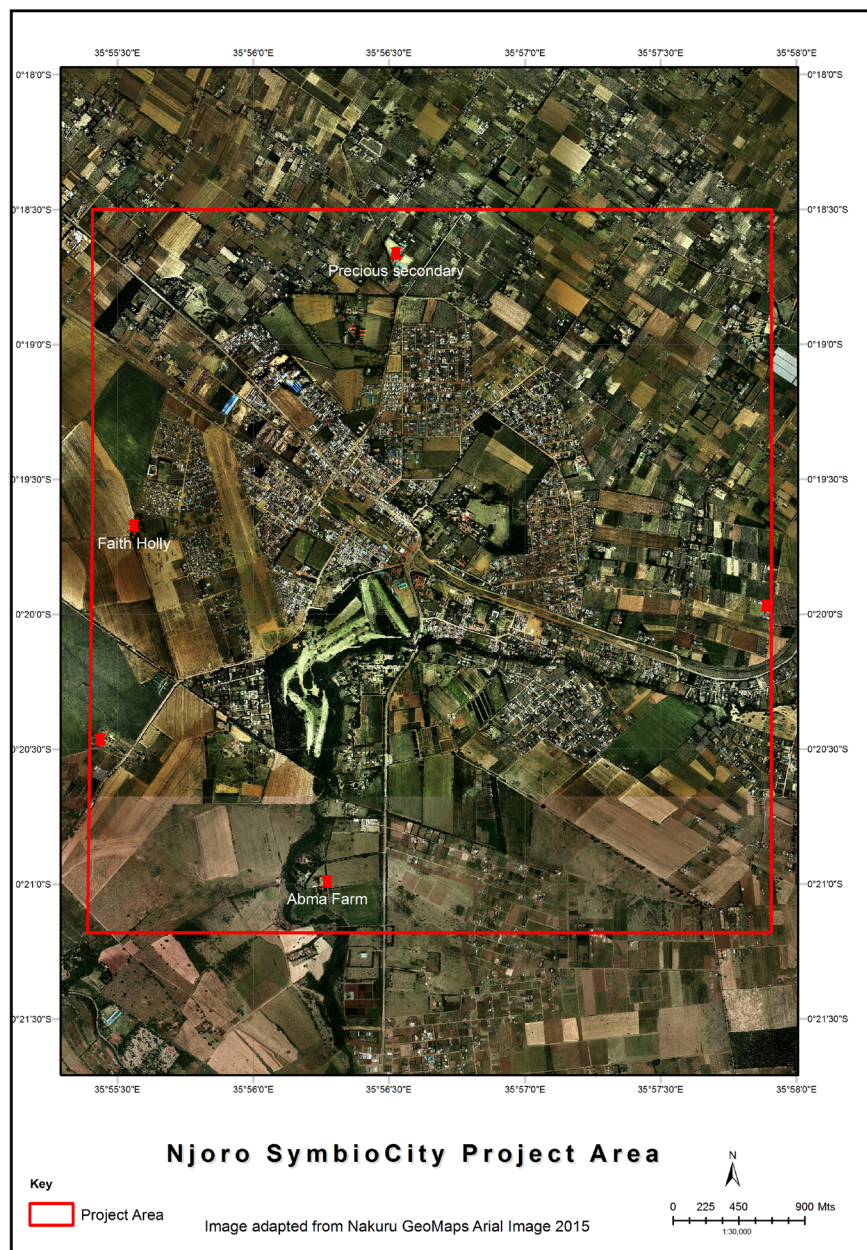 35°55'30"E 35°56'0"E 35°56'30"E 35°57'0"E 35°57'30"E 35°58'0"E
0°18'0"S 0°18'0"S
0°18'30"S 0°18'30"S
Precious secondary
0°19'0"S 0°19'0"S
0°19'30"S 0°19'30"S
Faith Holly
0°20'0"S 0°20'0"S
0°20'30"S 0°20'30"S
0°21'0"S 0°21'0"S
Abma Farm
0°21'30"S 0°21'30"S
35°55'30"E 35°56'0"E 35°56'30"E 35°57'0"E 35°57'30"E 35°58'0"E
Njoro SymbioCity Project Area
N
Key
Project Area
Image adapted from Nakuru GeoMaps Arial Image 2015
0 225 450 900 Mts
1:30,000